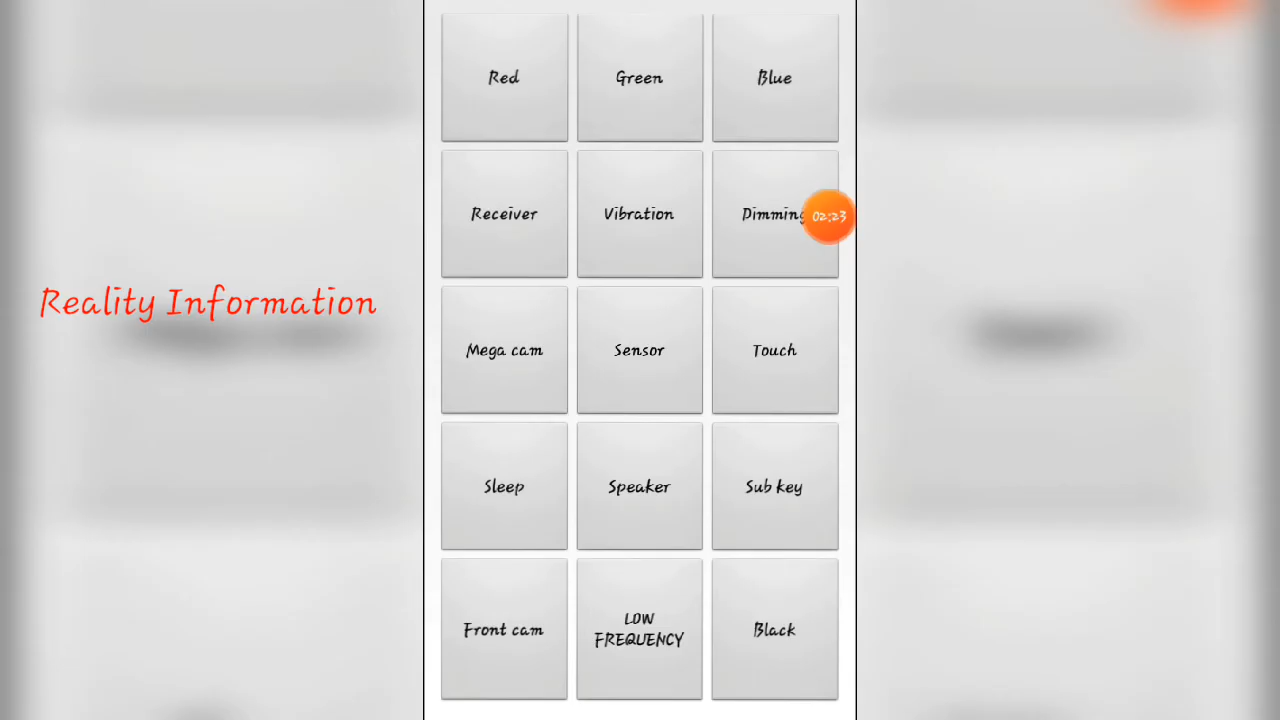 Red
Green
Blue
Receiver
Vibration
Dimming
02:23
Reality Information
Mega cam
Sensor
Touch
Sleep
Speaker
Sub key
Front cam
LOW
FREQUENCY
Black